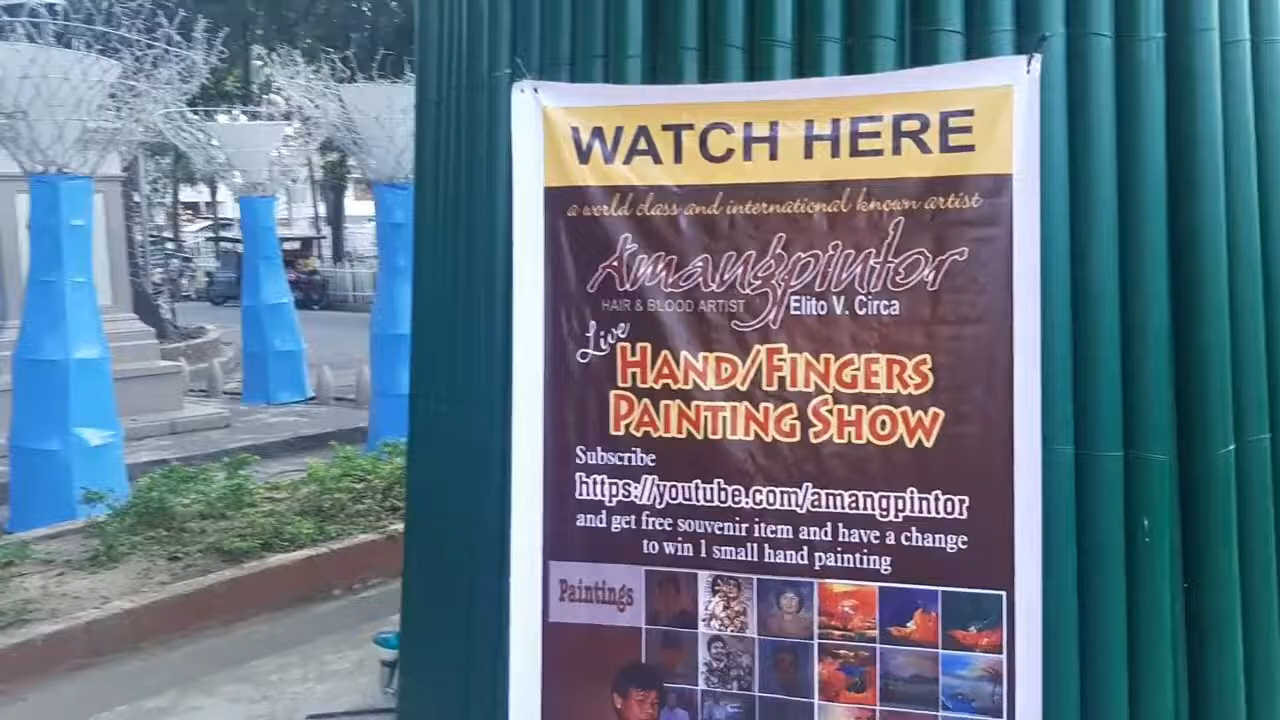 WATCH HERE
a world class and international known artist
Amangpintor
HAIR & BLOOD ARTIST Elito V. Circa
Live
HAND/FINGERS
PAINTING SHOW
Subscribe
https://youtube.com/amangpintor
and get free souvenir item and have a change
to win 1 small hand painting
Paintings